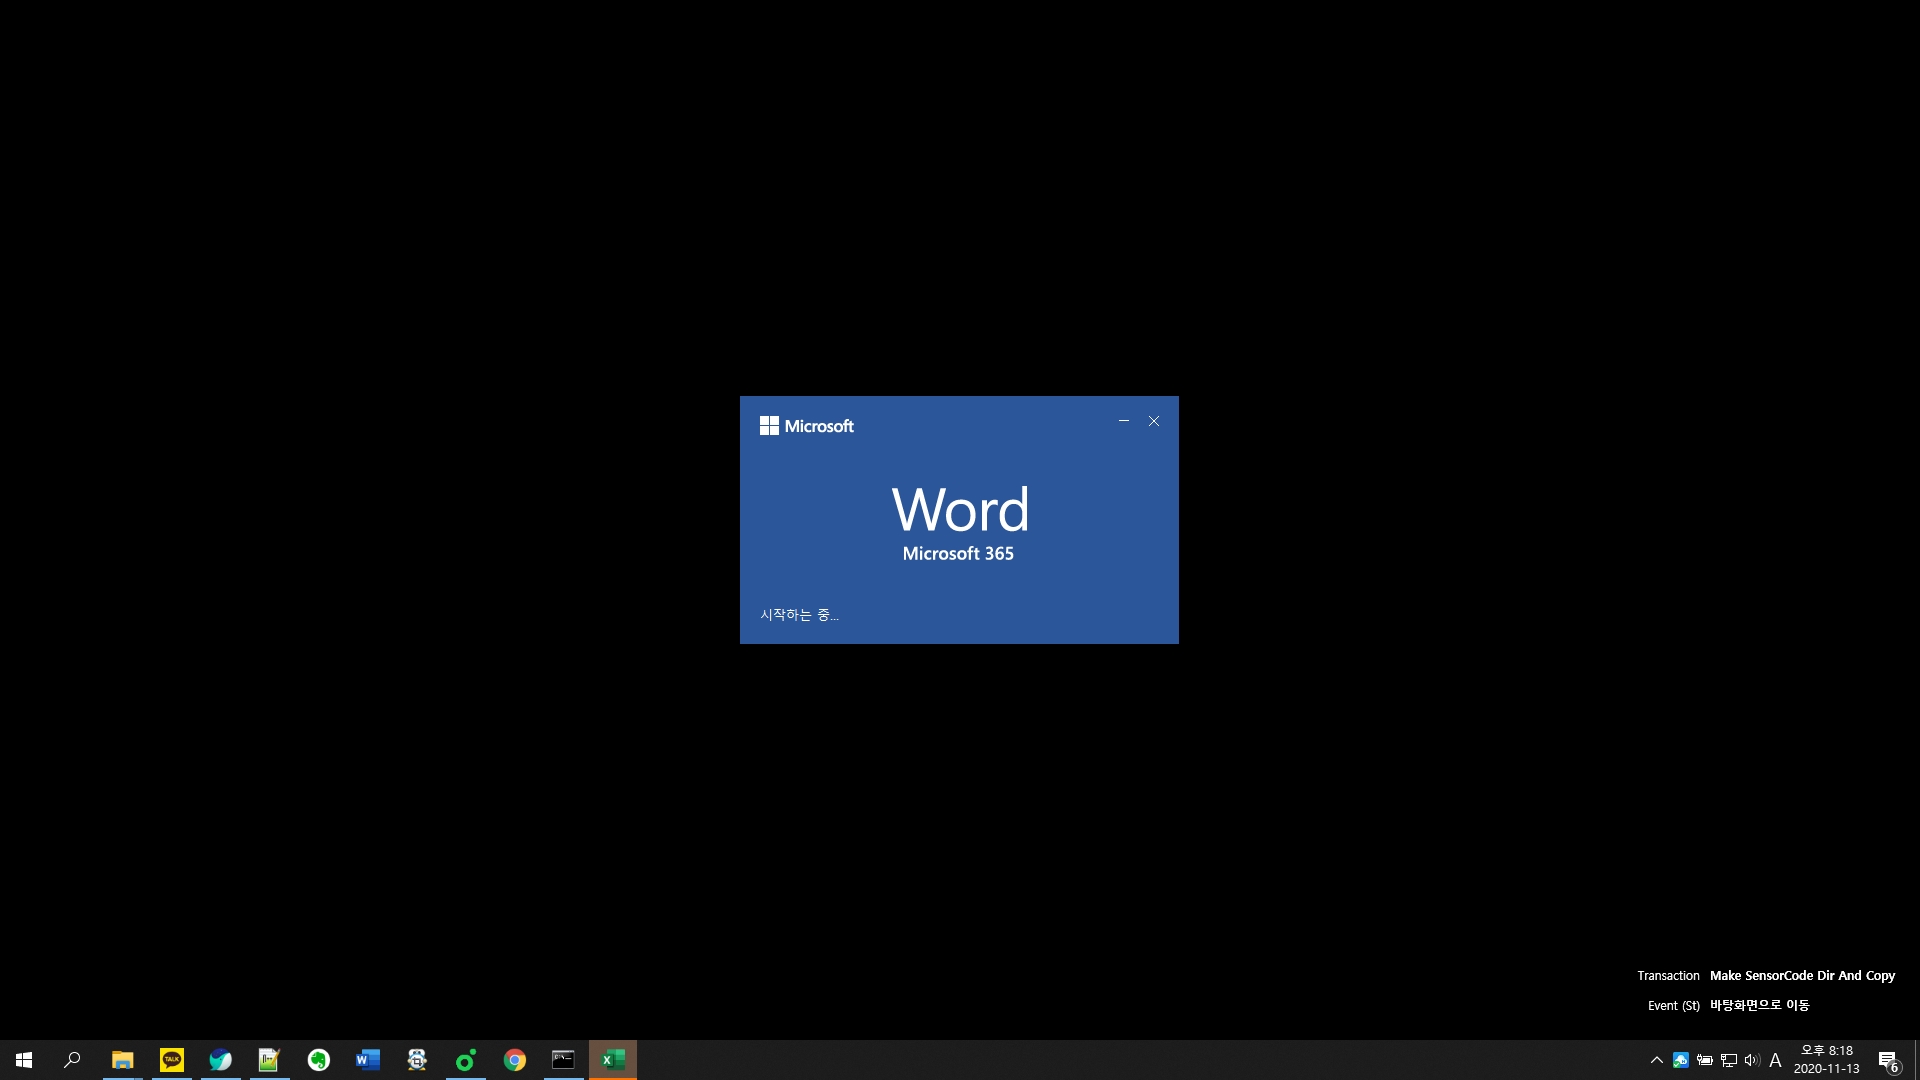 Microsoft
Word
Microsoft 365
시작하는 중...
Transaction Make SensorCode Dir And Copy
Event (St) 바탕화면으로 이동
TALK
W
C:\
X
A
오후 8:18
2020-11-13
6